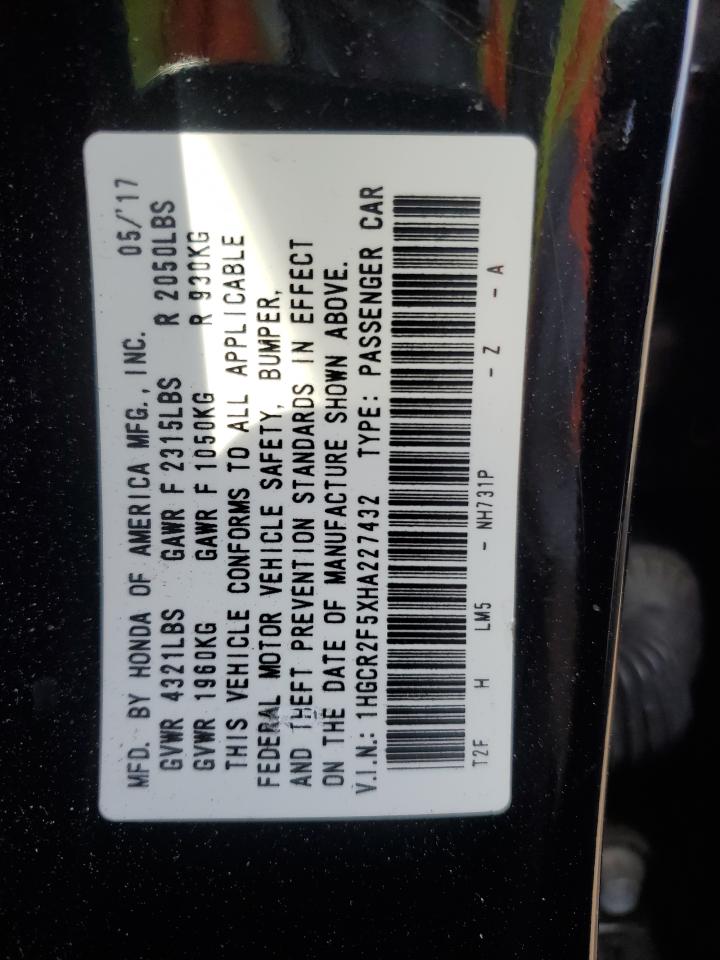 MFD. BY HONDA OF AMERICA MFG., INC. 05/'17
GVWR 4321LBS GAWR F 2315LBS R 2050LBS
GVWR 1960KG GAWR F 1050KG R 930KG
THIS VEHICLE CONFORMS TO ALL APPLICABLE
FEDERAL MOTOR VEHICLE SAFETY, BUMPER,
AND THEFT PREVENTION STANDARDS IN EFFECT
ON THE DATE OF MANUFACTURE SHOWN ABOVE.
V.I.N.: 1HGCR2F5XHA227432 TYPE: PASSENGER CAR
T2F H LM5 - NH731P - Z - A